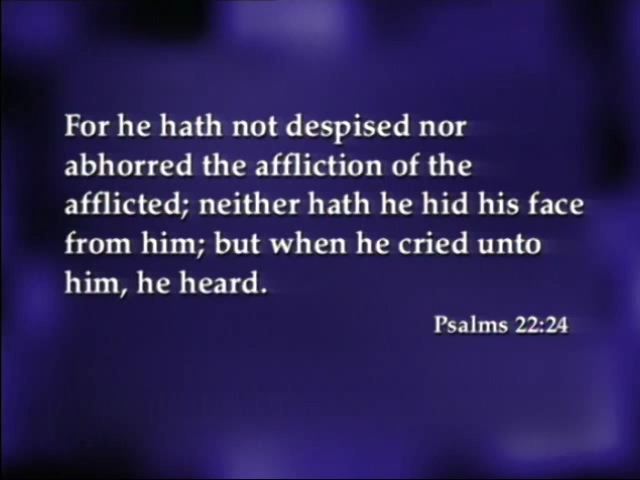 For he hath not despised nor
abhorred the affliction of the
afflicted; neither hath he hid his face
from him; but when he cried unto
him, he heard.
Psalms 22:24